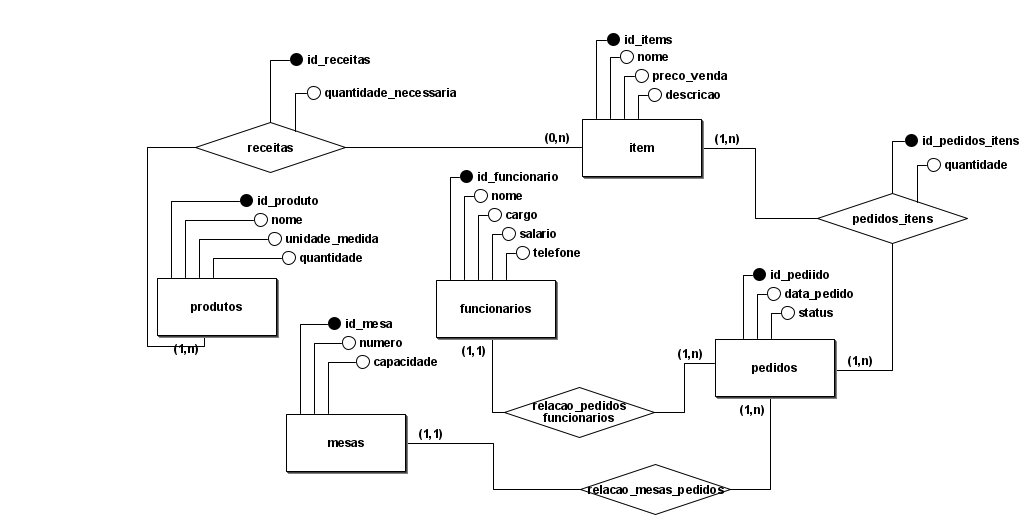 id_items
nome
preco_venda
descricao
id_receitas
quantidade_necessaria
receitas
(0,n)
item
(1,n)
id_pedidos_itens
quantidade
pedidos_itens
id_produto
nome
unidade_medida
quantidade
produtos
(1,n)
id_funcionario
nome
cargo
salario
telefone
funcionarios
(1,1)
id_pediido
data_pedido
status
pedidos
(1,n)
(1,n)
(1,n)
id_mesa
numero
capacidade
mesas
(1,1)
relacao_pedidos
funcionarios
relacao_mesas_pedidos